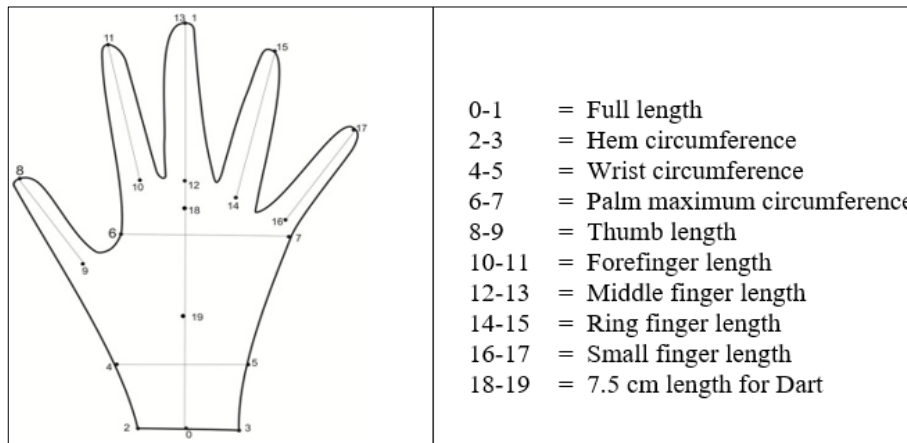 13 1
11
15
17
8
10
12
14
18
16
6
7
9
19
4
5
2
0
3
0-1 = Full length
2-3 = Hem circumference
4-5 = Wrist circumference
6-7 = Palm maximum circumference
8-9 = Thumb length
10-11 = Forefinger length
12-13 = Middle finger length
14-15 = Ring finger length
16-17 = Small finger length
18-19 = 7.5 cm length for Dart